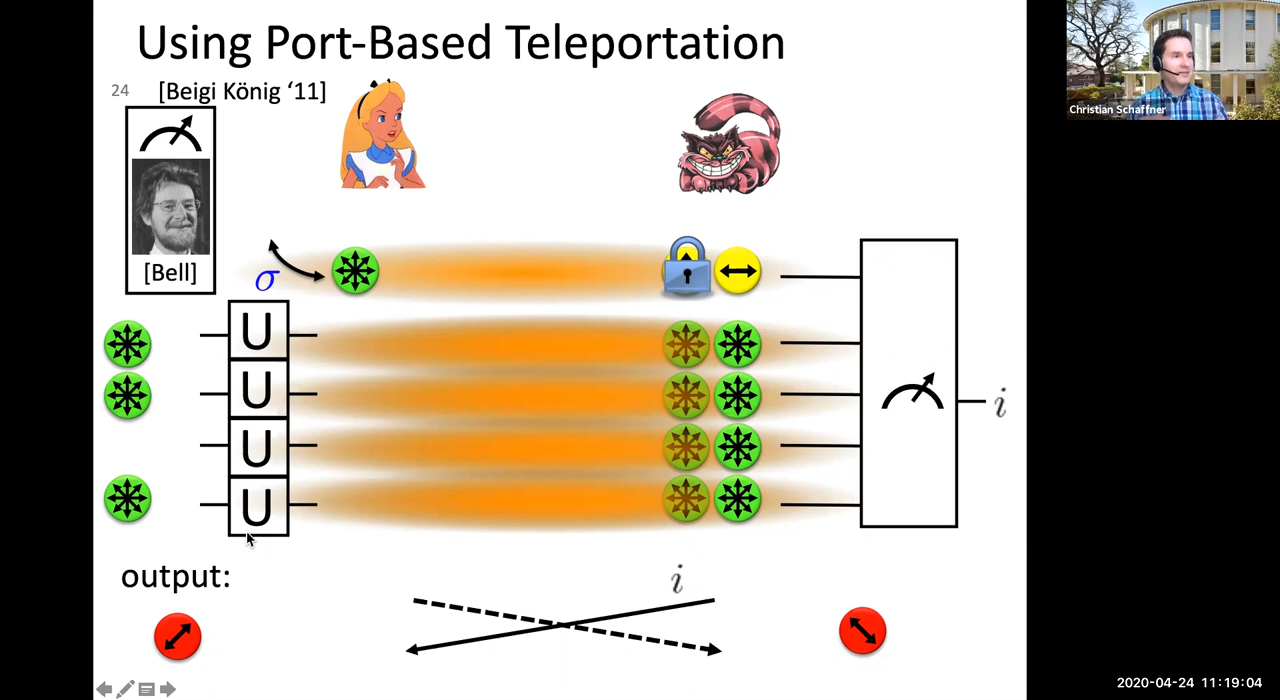 Using Port-Based Teleportation
24
[Beigi König ‘11]
Christian Schaffner
[Bell]
σ
U
U
U
U
i
output:
i
2020-04-24 11:19:04